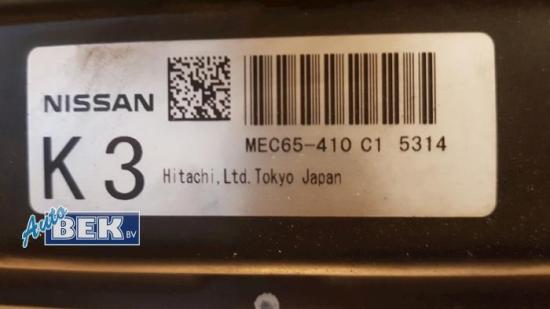 NISSAN
MEC65-410 C1 5314
K3
Hitachi,Ltd.Tokyo Japan
Auto
BEK BV